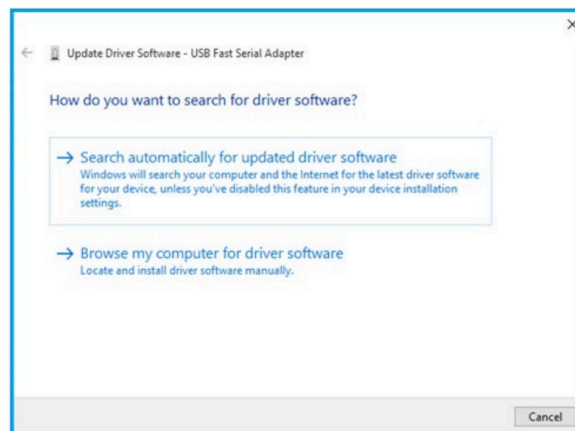 Update Driver Software - USB Fast Serial Adapter
How do you want to search for driver software?
→ Search automatically for updated driver software
Windows will search your computer and the Internet for the latest driver software
for your device, unless you've disabled this feature in your device installation
settings.
→ Browse my computer for driver software
Locate and install driver software manually.
Cancel